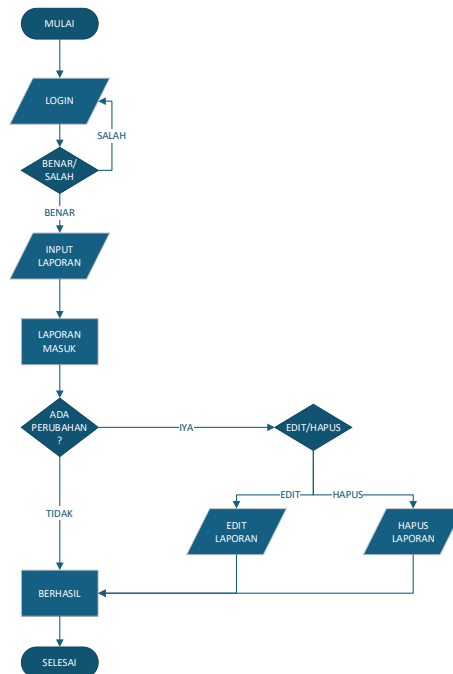 MULAI
LOGIN
SALAH
BENAR/
SALAH
BENAR
INPUT
LAPORAN
LAPORAN
MASUK
ADA
PERUBAHAN
?
IYA
EDIT/HAPUS
EDIT
HAPUS
TIDAK
EDIT
LAPORAN
HAPUS
LAPORAN
BERHASIL
SELESAI